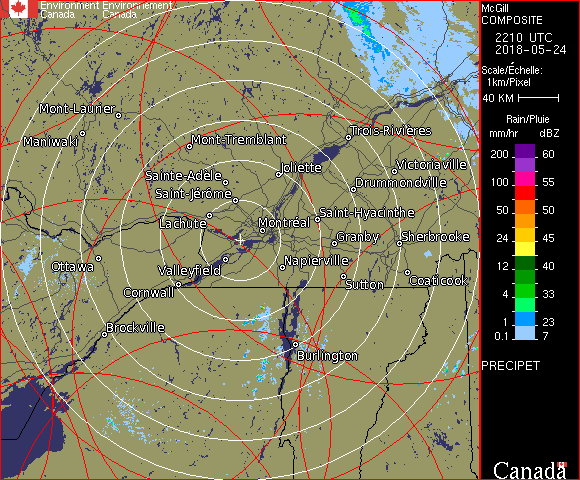 Environment Environnement
Canada Canada
McGill
COMPOSITE
2210 UTC
2018-05-24
Scale/Échelle:
1km/Pixel
40 KM
Rain/Pluie
mm/hr dBZ
200 60
150 57
100 55
50 50
24 45
12 40
4 33
1 23
0.1 7
PRECIPET
Canada
Mont-Laurier
Maniwaki
Mont-Tremblant
Trois-Rivières
Joliette
Victoriaville
Sainte-Adèle
Drummondville
Saint-Jérôme
Lachute
Saint-Hyacinthe
Montréal
Granby
Sherbrooke
Ottawa
Valleyfield
Napierville
Cornwall
Sutton
Coaticook
Brockville
Burlington